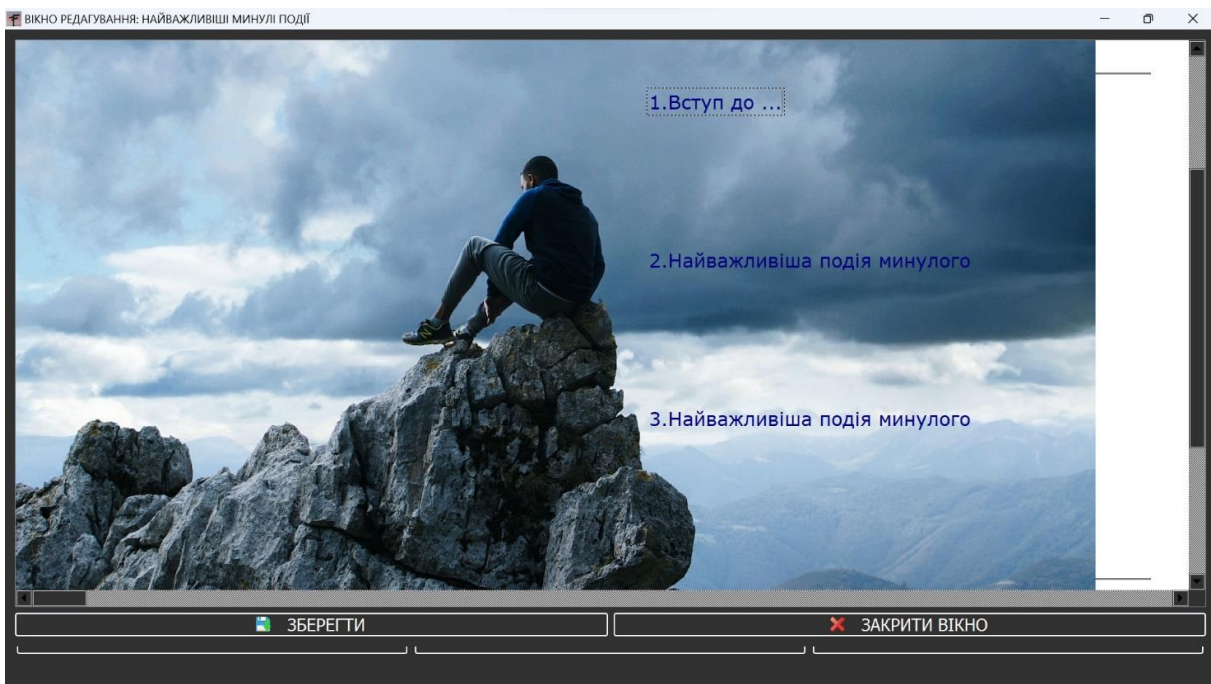 ВІКНО РЕДАГУВАННЯ: НАЙВАЖЛИВІШІ МИНУЛІ ПОДІЇ
1.Вступ до ...
2.Найважливіша подія минулого
3.Найважливіша подія минулого
ЗБЕРЕГТИ
ЗАКРИТИ ВІКНО